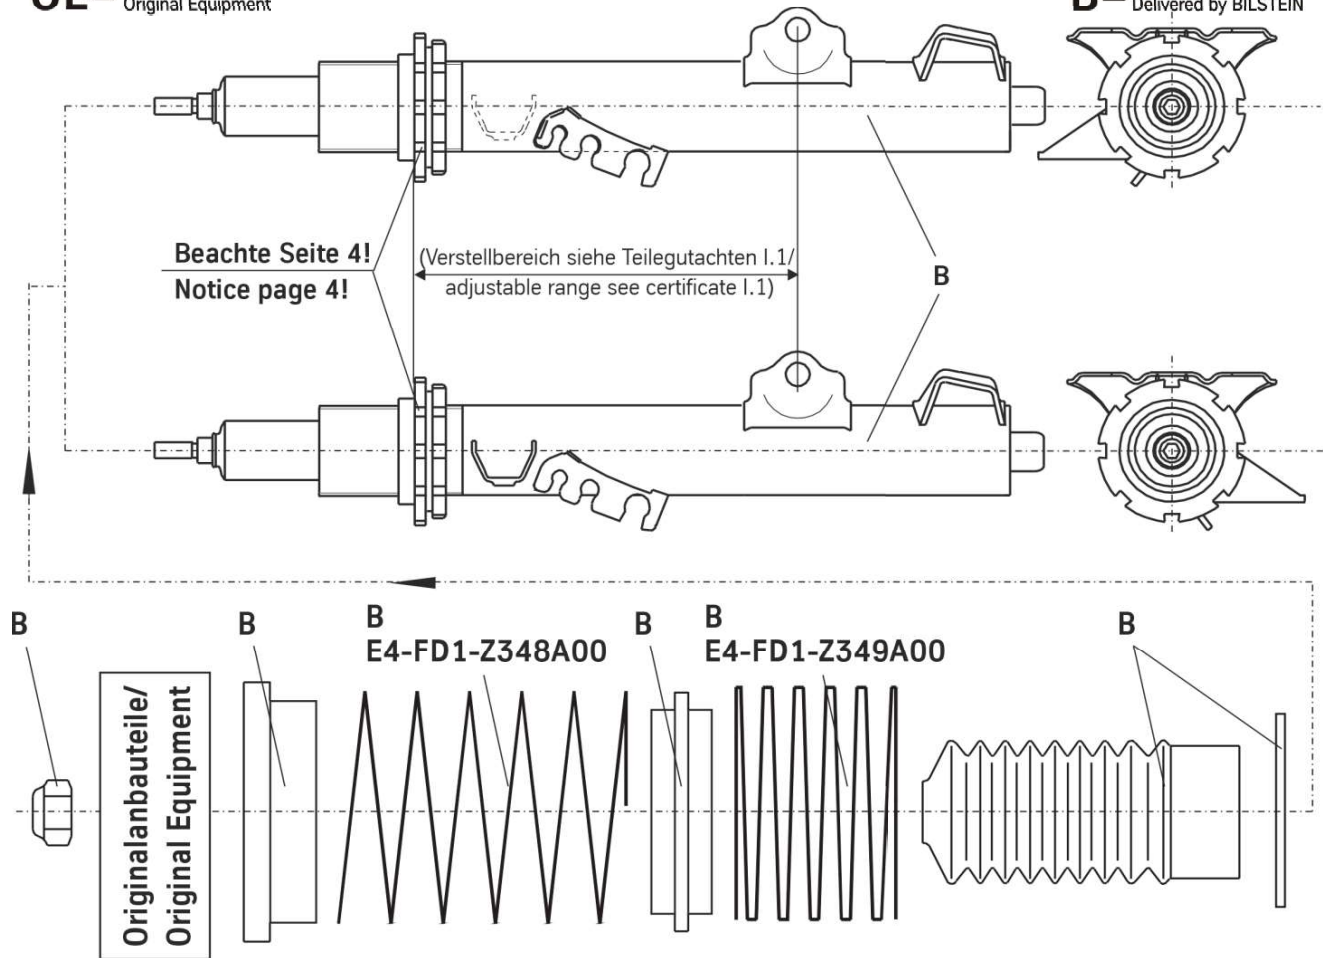 Original Equipment
B= Delivered by BILSTEIN
Beachte Seite 4!
Notice page 4!
(Verstellbereich siehe Teilegutachten I.1/
adjustable range see certificate I.1)
B
B
Originalanbauteile/
Original Equipment
B
B
E4-FD1-Z348A00
B
B
E4-FD1-Z349A00
B